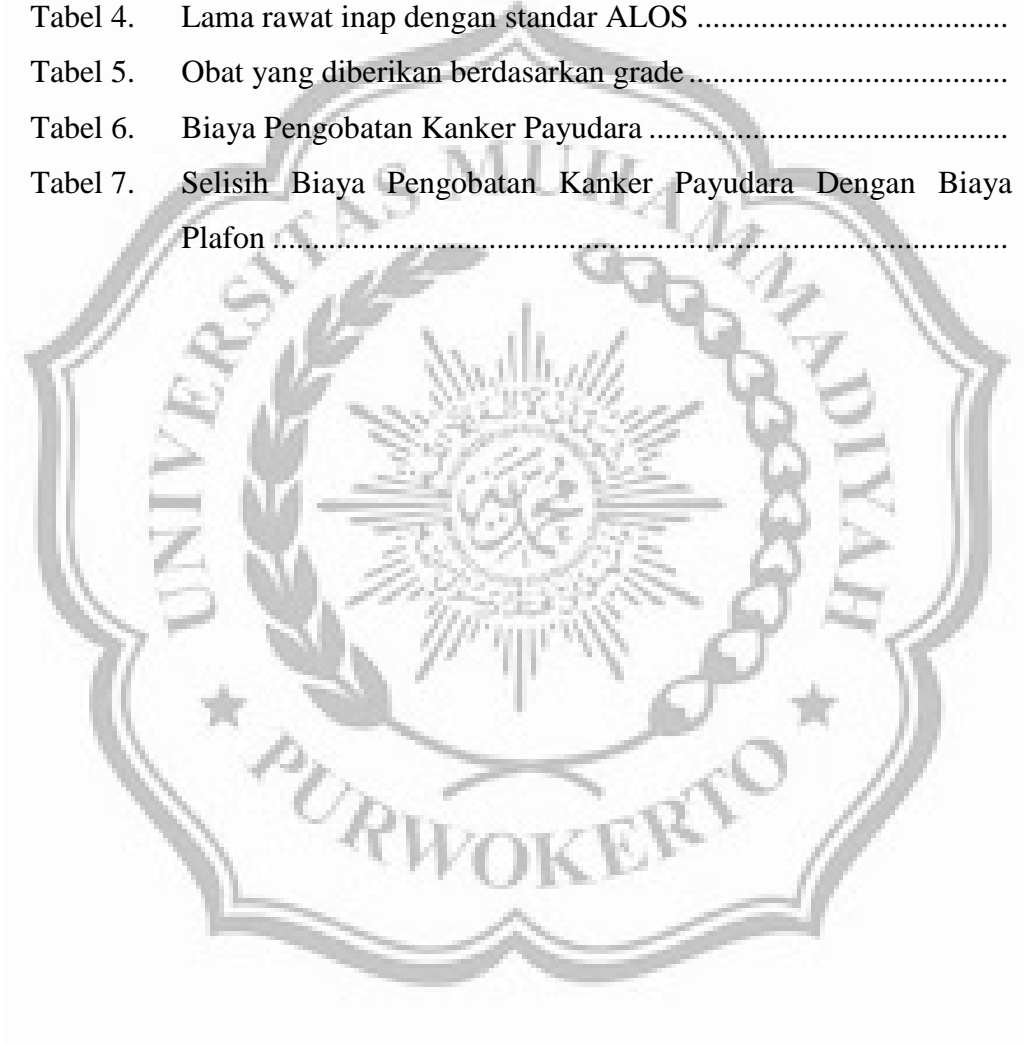 Tabel 4. Lama rawat inap dengan standar ALOS .......................................
Tabel 5. Obat yang diberikan berdasarkan grade ........................................
Tabel 6. Biaya Pengobatan Kanker Payudara .............................................
Tabel 7. Selisih Biaya Pengobatan Kanker Payudara Dengan Biaya
Plafon ............................................................................................
UNIVERSITAS MUHAMMADIYAH
★ PURWOKERTO ★